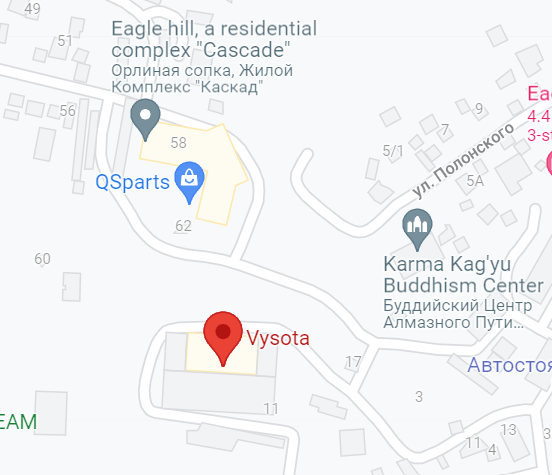 49
51
Eagle hill, a residential
complex "Cascade"
Орлиная сопка, Жилой
Комплекс "Каскад"
56
58
QSparts
62
60
Ea
4.4
3-s
9
7
5/1
ул. Полонского
5A
Karma Kag'yu
Buddhism Center
Буддийский Центр
Алмазного Пути...
Vysota
17
Автостоя
3
11
EAM
11
4
13